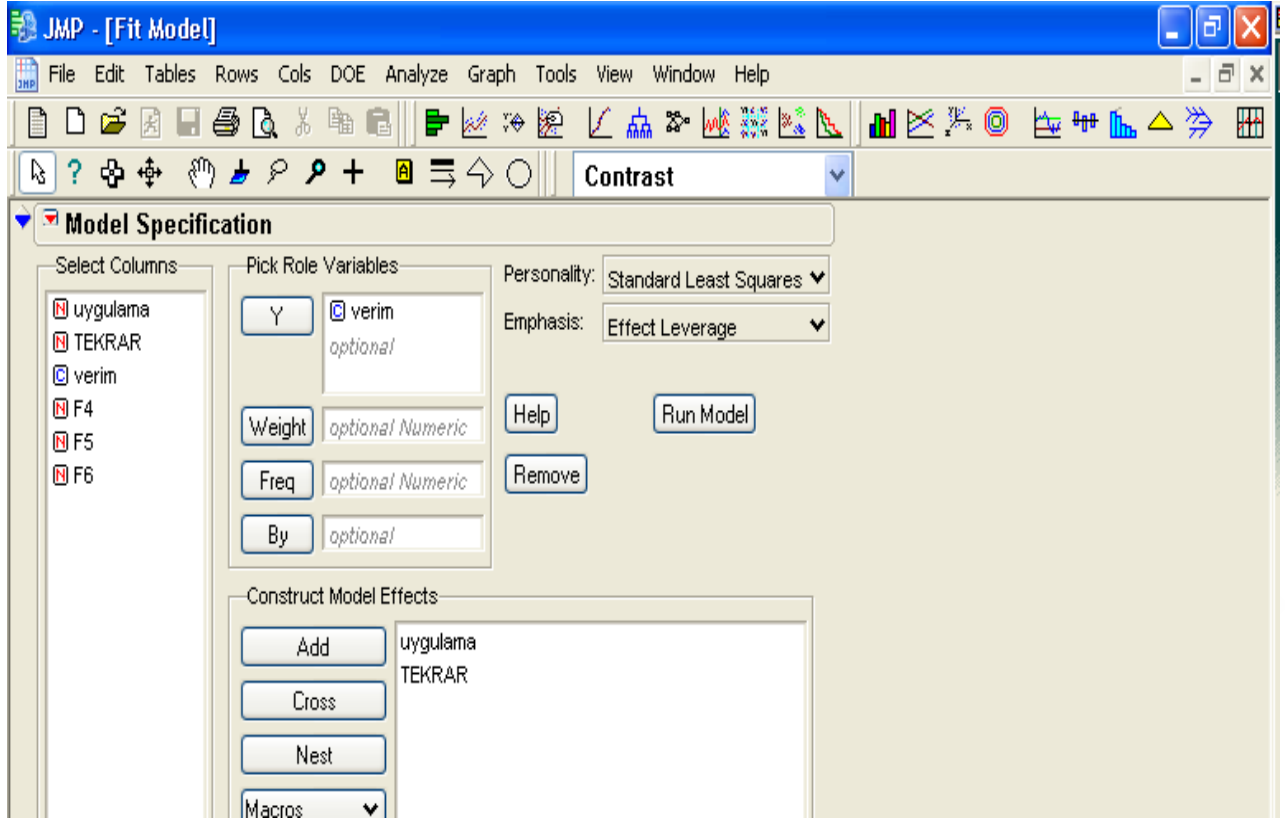 JMP - [Fit Model]
File Edit Tables Rows Cols DOE Analyze Graph Tools View Window Help
Contrast
Model Specification
Select Columns
uygulama
TEKRAR
verim
F4
F5
F6
Pick Role Variables
Y
verim
optional
Weight
optional Numeric
Freq
optional Numeric
By
optional
Personality:
Standard Least Squares
Emphasis:
Effect Leverage
Help
Run Model
Remove
Construct Model Effects
Add
Cross
Nest
Macros
uygulama
TEKRAR